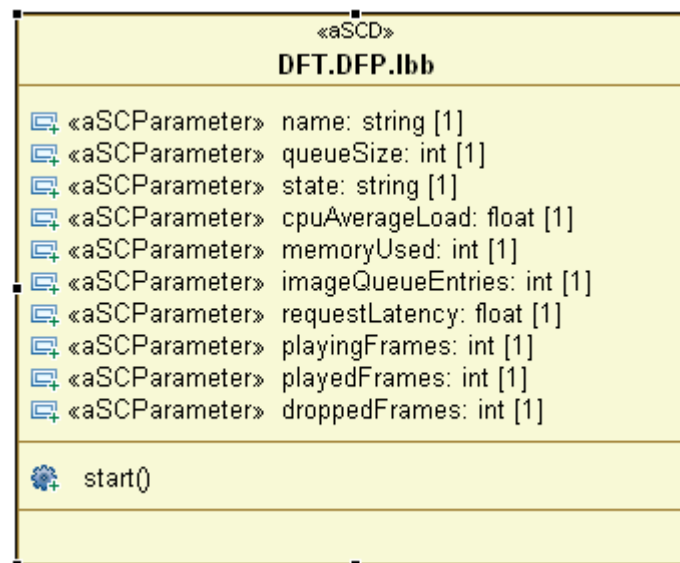 «aSCD»
DFT.DFP.lbb
«aSCParameter» name: string [1]
«aSCParameter» queueSize: int [1]
«aSCParameter» state: string [1]
«aSCParameter» cpuAverageLoad: float [1]
«aSCParameter» memoryUsed: int [1]
«aSCParameter» imageQueueEntries: int [1]
«aSCParameter» requestLatency: float [1]
«aSCParameter» playingFrames: int [1]
«aSCParameter» playedFrames: int [1]
«aSCParameter» droppedFrames: int [1]
start()